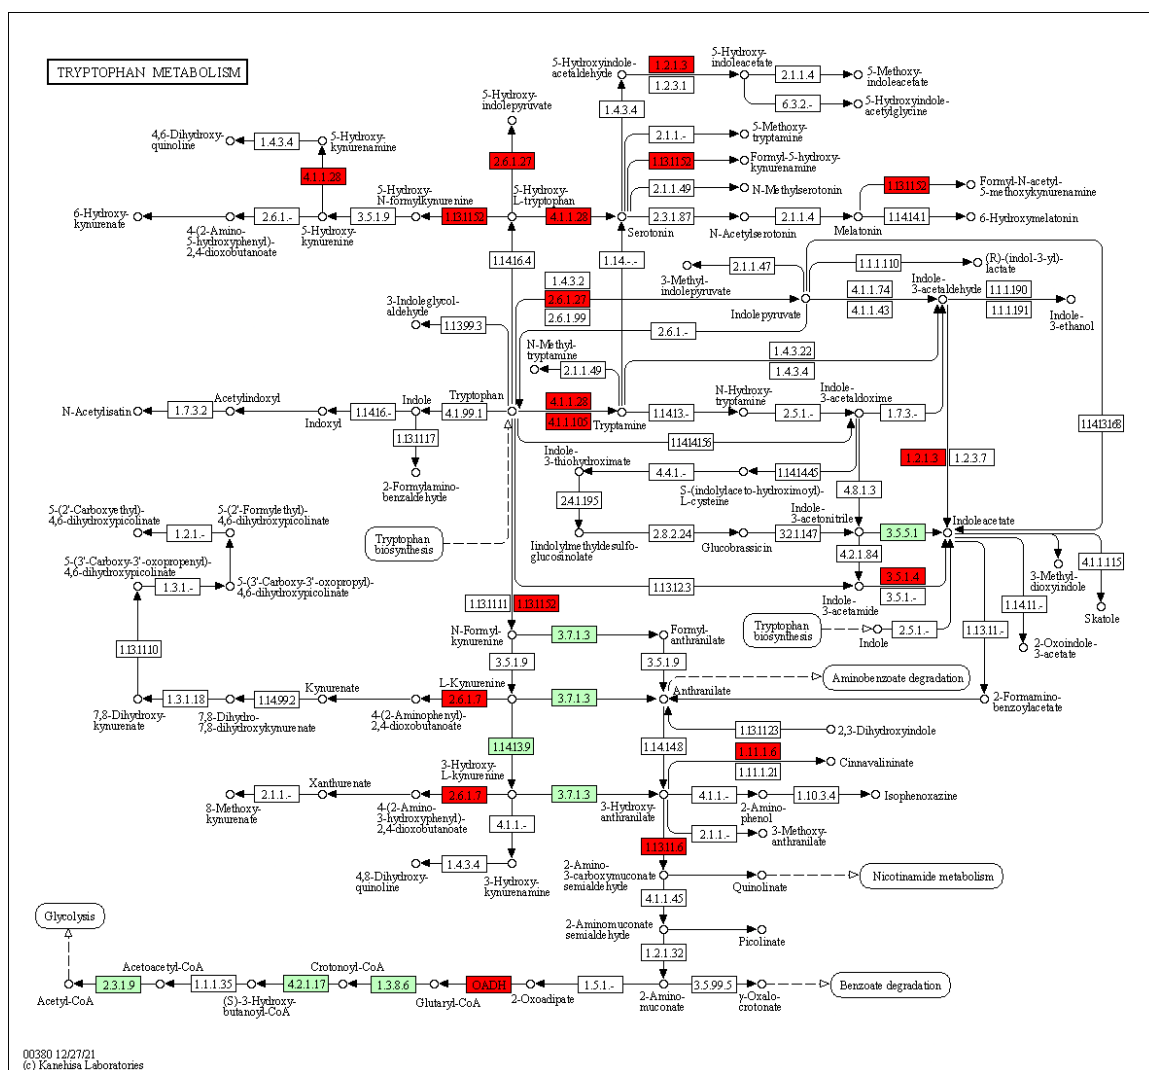 TRYPTOPHAN METABOLISM
5-Hydroxyindole-
acetaldehyde
1.2.1.3
1.2.3.1
5-Hydroxy-
indoleacetate
2.1.1.4
5-Methoxy-
indoleacetate
6.3.2.-
5-Hydroxyindole-
acetylglycine
1.4.3.4
5-Hydroxy-
indolepyruvate
4,6-Dihydroxy-
quinoline
1.4.3.4
5-Hydroxy-
kynurenamine
2.1.1.-
5-Methoxy-
tryptamine
4.1.1.28
2.6.1.27
1.13.11.52
Formyl-5-hydroxy-
kynurenamine
2.1.1.49
N-Methylserotonin
1.13.11.52
Formyl-N-acetyl-
5-methoxykynurenamine
6-Hydroxy-
kynurenate
2.6.1.-
4-(2-Amino-
5-hydroxyphenyl)-
2,4-dioxobutanoate
5-Hydroxy-
kynurenine
3.5.1.9
5-Hydroxy-
N-formylkynurenine
1.13.11.52
5-Hydroxy-
L-tryptophan
4.1.1.28
Serotonin
2.3.1.87
N-Acetylserotonin
2.1.1.4
Melatonin
1.14.14.1
6-Hydroxymelatonin
1.14.16.4
1.14.-.-
3-Methyl-
indolepyruvate
2.1.1.47
1.1.1.110
(R)-(indol-3-yl)-
lactate
1.4.3.2
2.6.1.27
2.6.1.99
Indolepyruvate
4.1.1.74
4.1.1.43
Indole-
3-acetaldehyde
1.1.1.190
1.1.1.191
Indole-
3-ethanol
3-Indoleglycol-
aldehyde
1.13.99.3
2.6.1.-
N-Methyl-
tryptamine
2.1.1.49
1.4.3.22
1.4.3.4
N-Acetylisatin
1.7.3.2
Acetylindoxyl
Indoxyl
1.14.16.-
Indole
4.1.99.1
Tryptophan
4.1.1.28
4.1.1.105
Tryptamine
1.14.13.-
N-Hydroxy-
tryptamine
2.5.1.-
Indole-
3-acetaldoxime
1.7.3.-
1.14.13.168
1.13.11.17
2-Formylamino-
benzaldehyde
1.14.14.156
1.2.1.3
1.2.3.7
Indole-
3-thiohydroximate
4.4.1.-
1.14.14.45
S-(indolylaceto-hydroximoyl)-
L-cysteine
4.8.1.3
2.4.1.195
5-(2'-Carboxyethyl)-
4,6-dihydroxypicolinate
1.2.1.-
5-(2'-Formylethyl)-
4,6-dihydroxypicolinate
Tryptophan
biosynthesis
Iindolylmethyldesulfo-
glucosinolate
2.8.2.24
Glucobrassicin
3.2.1.147
Indole-
3-acetonitrile
3.5.5.1
Indoleacetate
4.2.1.84
5-(3'-Carboxy-3'-oxopropenyl)-
4,6-dihydroxypicolinate
1.3.1.-
5-(3'-Carboxy-3'-oxopropyl)-
4,6-dihydroxypicolinate
1.13.12.3
Indole-
3-acetamide
3.5.1.4
3.5.1.-
3-Methyl-
dioxyindole
4.1.1.115
Skatole
1.14.11.-
2-Oxoindole-
3-acetate
1.13.11.11
1.13.11.52
Tryptophan
biosynthesis
Indole
2.5.1.-
1.13.11.-
N-Formyl-
kynurenine
3.7.1.3
Formyl-
anthranilate
1.13.11.10
3.5.1.9
3.5.1.9
Aminobenzoate degradation
7,8-Dihydroxy-
kynurenate
1.3.1.18
7,8-Dihydro-
7,8-dihydroxykynurenate
1.14.99.2
Kynurenate
4-(2-Aminophenyl)-
2,4-dioxobutanoate
2.6.1.7
L-Kynurenine
3.7.1.3
Anthranilate
2-Formamino-
benzoylacetate
1.13.11.23
2,3-Dihydroxyindole
1.14.13.9
1.14.14.8
1.11.1.6
1.11.1.21
Cinnavalininate
8-Methoxy-
kynurenate
2.1.1.-
Xanthurenate
4-(2-Amino-
3-hydroxyphenyl)-
2,4-dioxobutanoate
2.6.1.7
3-Hydroxy-
L-kynurenine
3.7.1.3
3-Hydroxy-
anthranilate
4.1.1.-
2-Amino-
phenol
1.10.3.4
Isophenoxazine
4.1.1.-
2.1.1.-
3-Methoxy-
anthranilate
1.13.11.6
4,8-Dihydroxy-
quinoline
1.4.3.4
3-Hydroxy-
kynurenamine
2-Amino-
3-carboxymuconate
semialdehyde
Quinolinate
Nicotinamide metabolism
4.1.1.45
Glycolysis
2-Aminomuconate
semialdehyde
Picolinate
1.2.1.32
Acetyl-CoA
2.3.1.9
Acetoacetyl-CoA
1.1.1.35
(S)-3-Hydroxy-
butanoyl-CoA
4.2.1.17
Crotonoyl-CoA
1.3.8.6
Glutaryl-CoA
OADH
2-Oxoadipate
1.5.1.-
2-Amino-
muconate
3.5.99.5
γ-Oxalo-
crotonate
Benzoate degradation
00380 12/27/21
(c) Kanehisa Laboratories